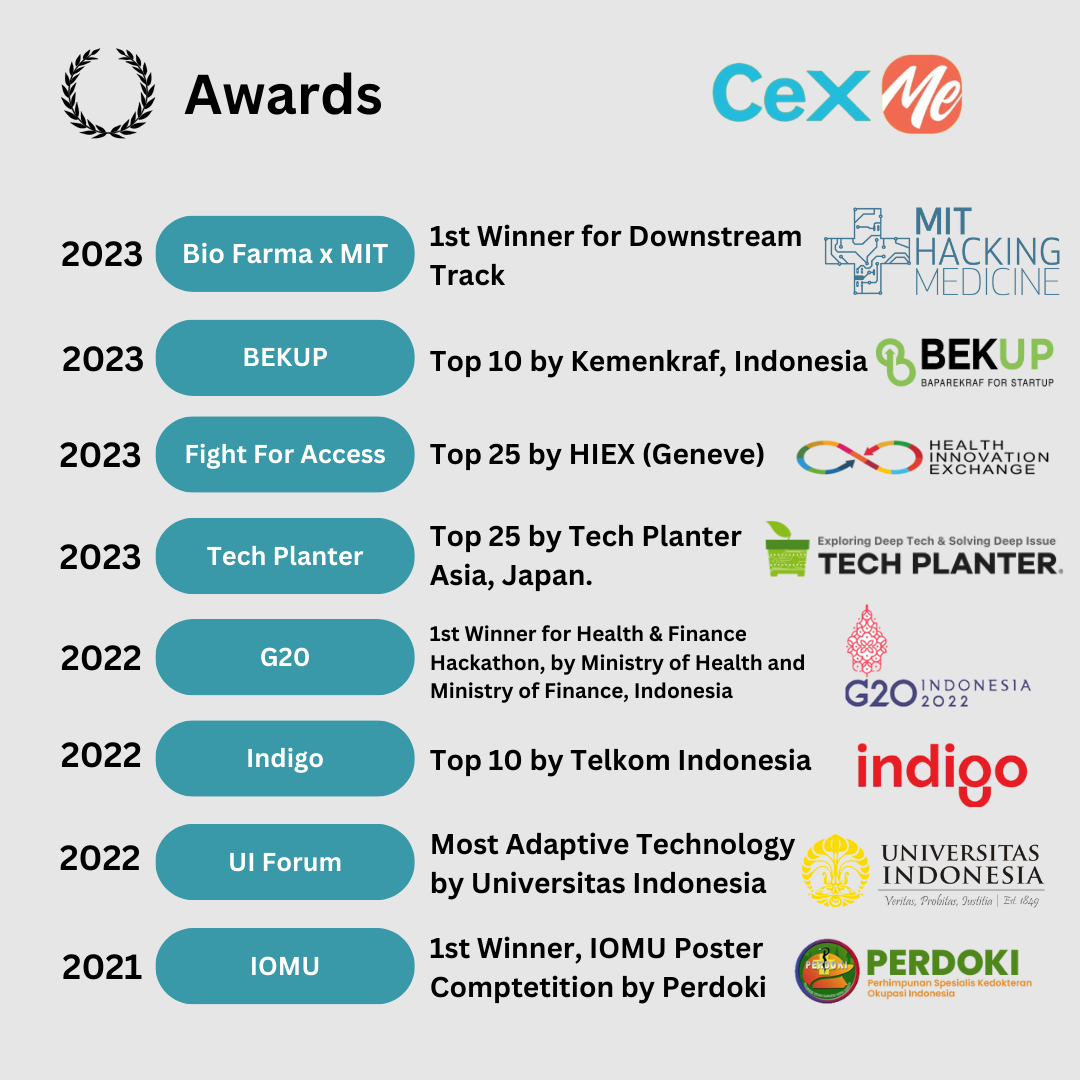 Awards
CeX Me
2023
Bio Farma x MIT
1st Winner for Downstream
Track
MIT
HACKING
MEDICINE
2023
BEKUP
Top 10 by Kemenkraf, Indonesia
BEKUP
BAPAREKRAF FOR STARTUP
2023
Fight For Access
Top 25 by HIEX (Geneve)
HEALTH
INNOVATION
EXCHANGE
2023
Tech Planter
Top 25 by Tech Planter
Asia, Japan.
Exploring Deep Tech & Solving Deep Issue
TECH PLANTER®
2022
G20
1st Winner for Health & Finance
Hackathon, by Ministry of Health and
Ministry of Finance, Indonesia
G20 INDONESIA
2022
2022
Indigo
Top 10 by Telkom Indonesia
indigo
2022
UI Forum
Most Adaptive Technology
by Universitas Indonesia
UNIVERSITAS
INDONESIA
Veritas, Probitas, Iustitia | Est. 1849
2021
IOMU
1st Winner, IOMU Poster
Comptetition by Perdoki
PERDOKI
PERDOKI
Perhimpunan Spesialis Kedokteran
Okupasi Indonesia